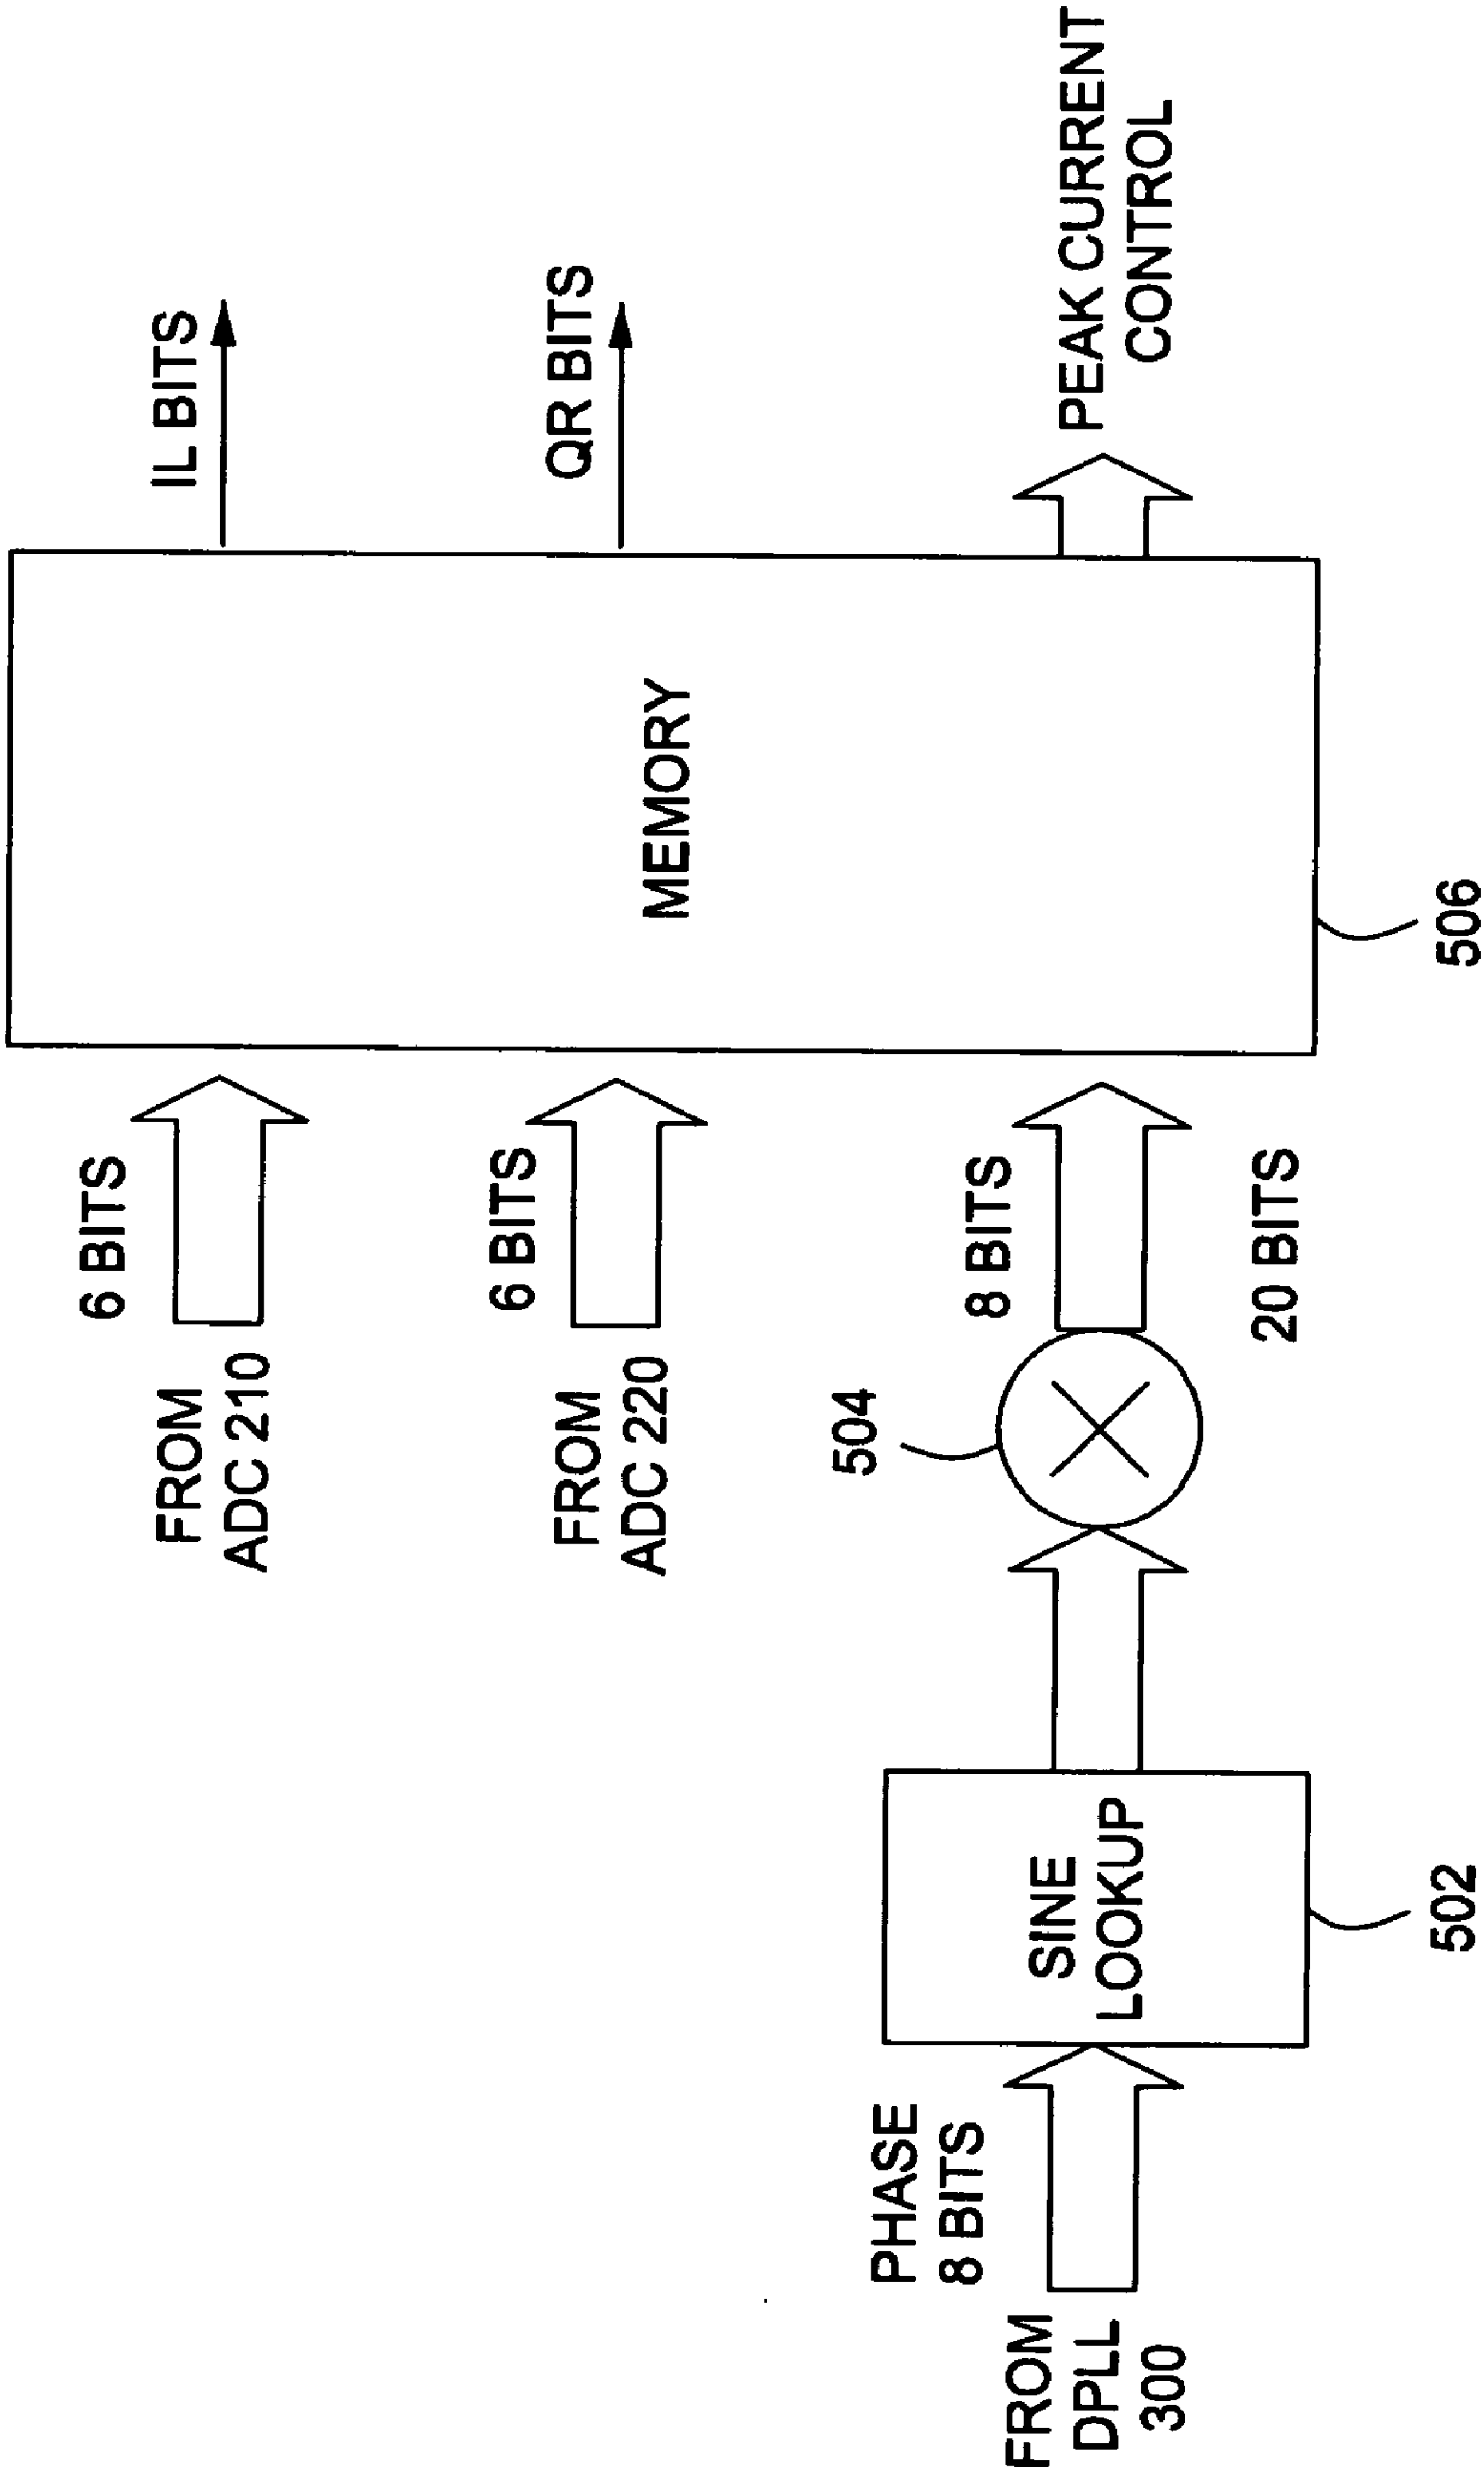 FROM
ADC 210
6 BITS
FROM
ADC 220
6 BITS
FROM
DPLL
300
PHASE
8 BITS
SINE
LOOKUP
502
504
8 BITS
20 BITS
MEMORY
506
IL BITS
QR BITS
PEAK CURRENT
CONTROL